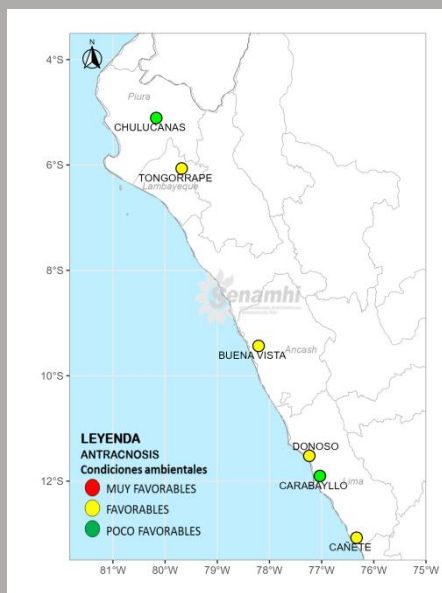 N
4°S
Piura
CHULUCANAS
6°S
TONGORRAPE
Lambayeque
8°S
Senamhi
BUENA VISTA
Ancash
10°S
LEYENDA
ANTRACNOSIS
Condiciones ambientales
MUY FAVORABLES
FAVORABLES
POCO FAVORABLES
DONOSO
12°S
CARABAYLLO
Lima
CAÑETE
81°W 80°W 79°W 78°W 77°W 76°W 75°W